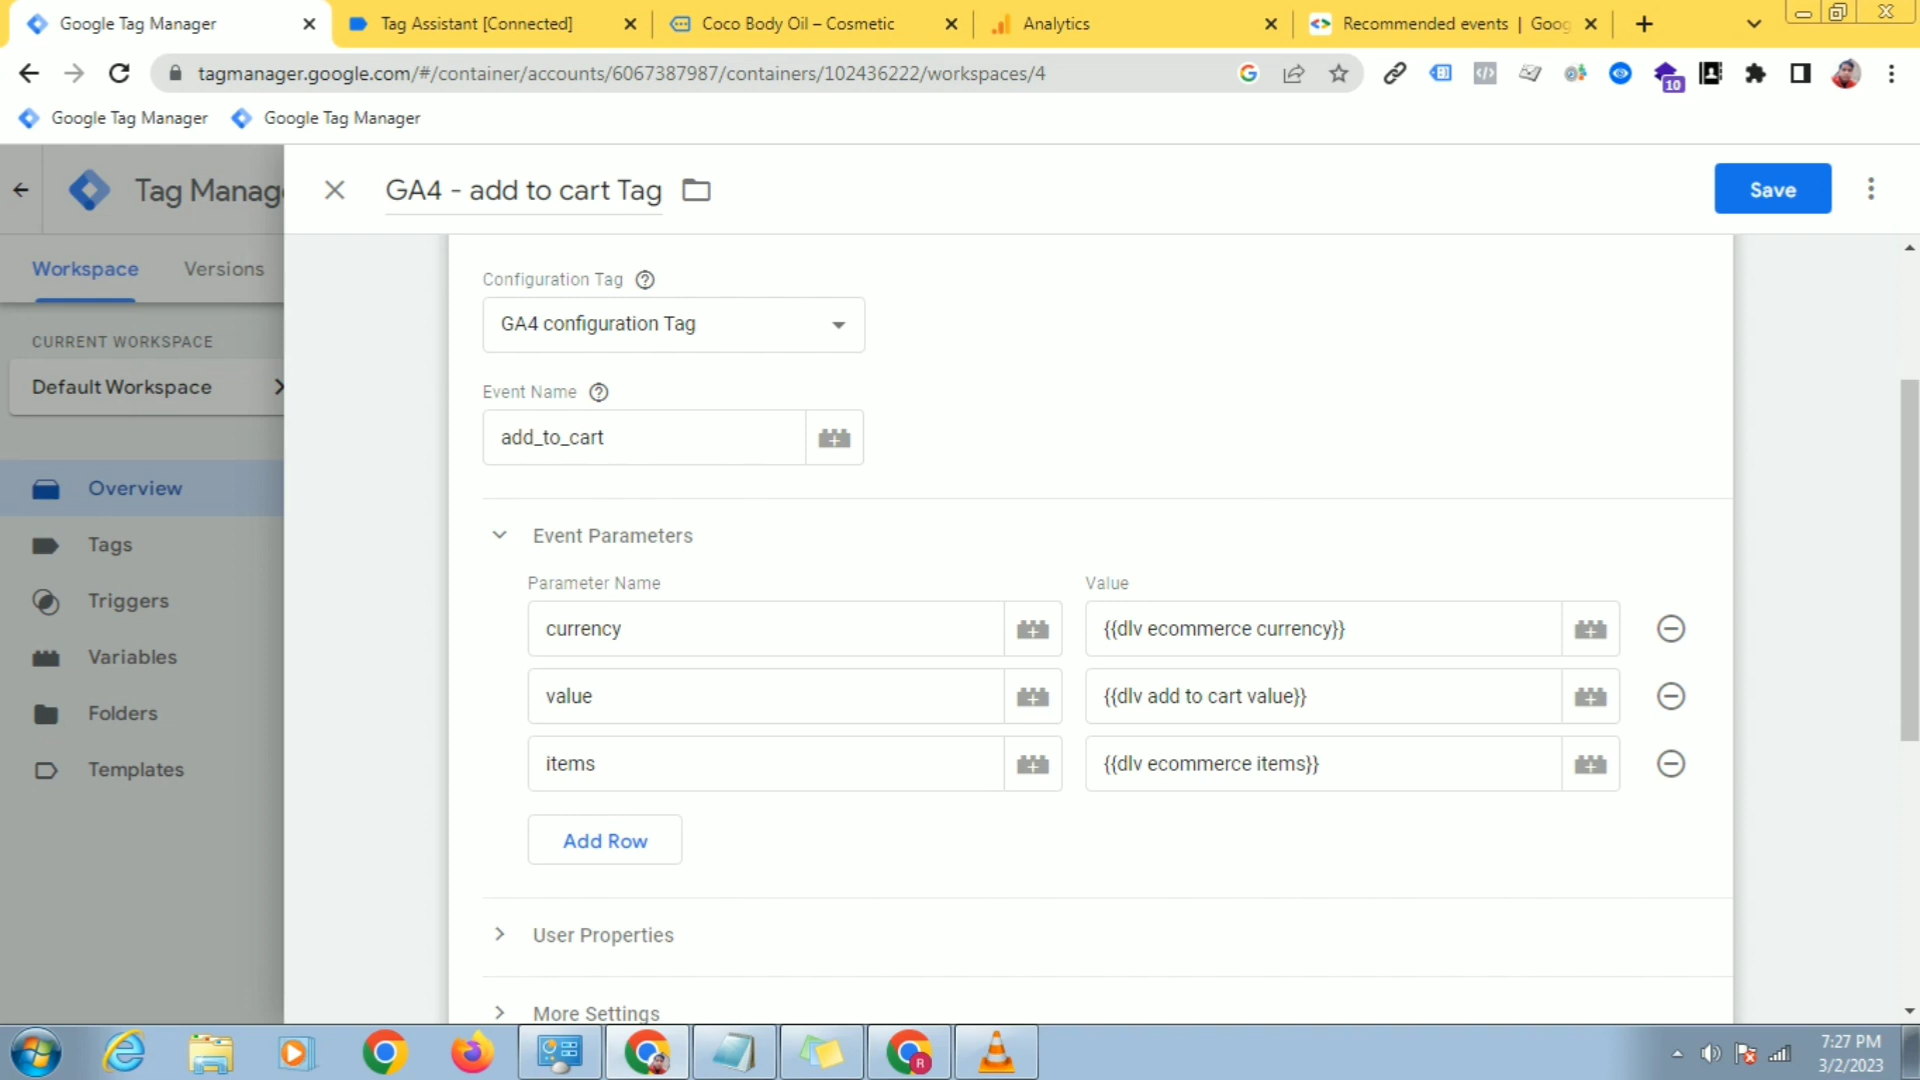 Google Tag Manager
Tag Assistant [Connected]
Coco Body Oil – Cosmetic
Analytics
Recommended events | Goog
tagmanager.google.com/#/container/accounts/6067387987/containers/102436222/workspaces/4
10
Google Tag Manager
Google Tag Manager
Tag Manage
GA4 - add to cart Tag
Save
Workspace
Versions
Configuration Tag
GA4 configuration Tag
CURRENT WORKSPACE
Default Workspace
Event Name
add_to_cart
Overview
Tags
Triggers
Variables
Folders
Templates
Event Parameters
Parameter Name
Value
currency
{{dlv ecommerce currency}}
value
{{dlv add to cart value}}
items
{{dlv ecommerce items}}
Add Row
User Properties
More Settings
R
7:27 PM
3/2/2023